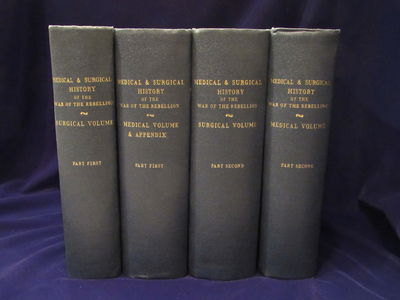 MEDICAL & SURGICAL
HISTORY
OF THE
WAR OF THE REBELLION
SURGICAL VOLUME
PART FIRST
MEDICAL & SURGICAL
HISTORY
OF THE
WAR OF THE REBELLION
MEDICAL VOLUME
& APPENDIX
PART FIRST
MEDICAL & SURGICAL
HISTORY
OF THE
WAR OF THE REBELLION
SURGICAL VOLUME
PART SECOND
MEDICAL & SURGICAL
HISTORY
OF THE
WAR OF THE REBELLION
MEDICAL VOLUME
PART SECOND